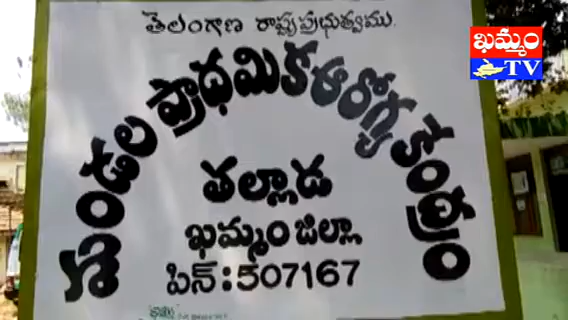 తెలంగాణ రాష్ట్ర ప్రభుత్వము.
మండల ప్రాథమిక ఆరోగ్య కేంద్రం
తల్లాడ
ఖమ్మం జిల్లా
పిన్ : 507167
ఖమ్మం
TV